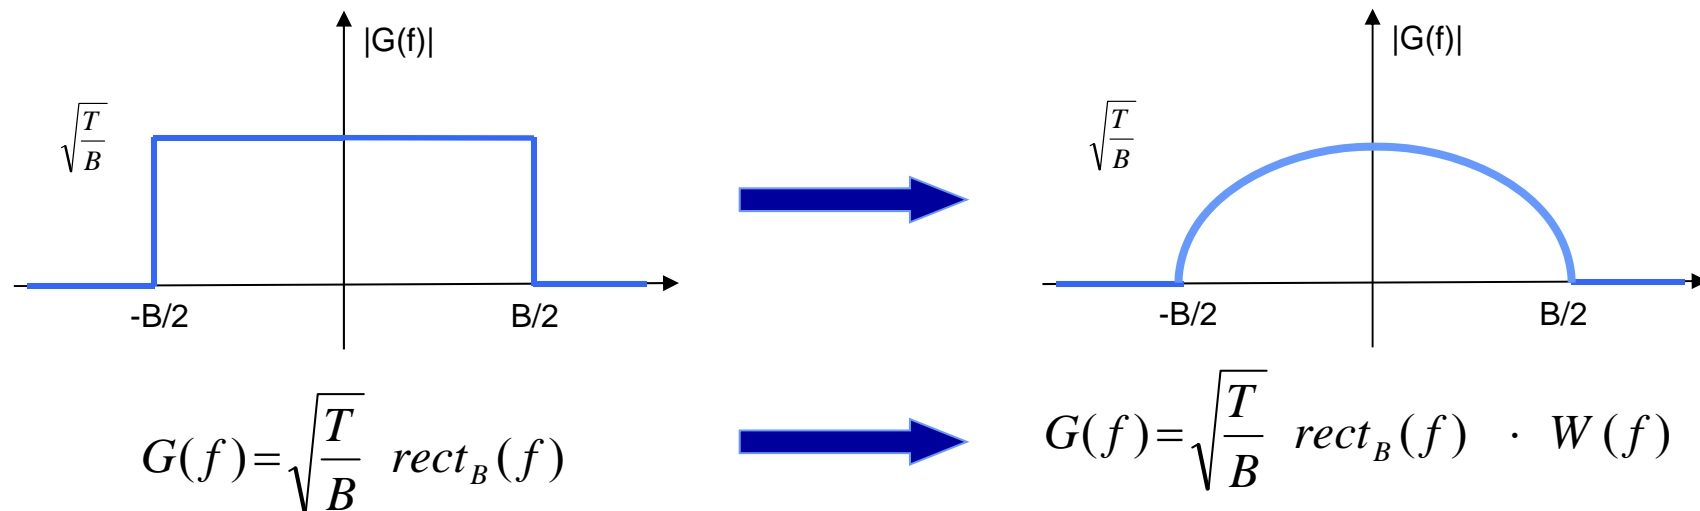 |G(f)|
√(T/B)
-B/2
B/2
G(f)=√(T/B) rect_B(f)
|G(f)|
√(T/B)
-B/2
B/2
G(f)=√(T/B) rect_B(f) · W(f)